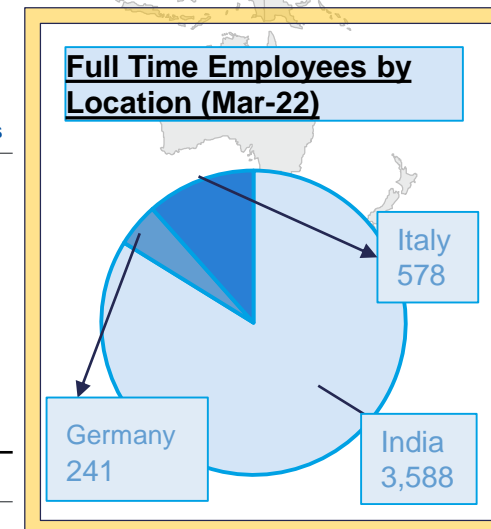 Full Time Employees by
Location (Mar-22)
Italy
578
Germany
241
India
3,588